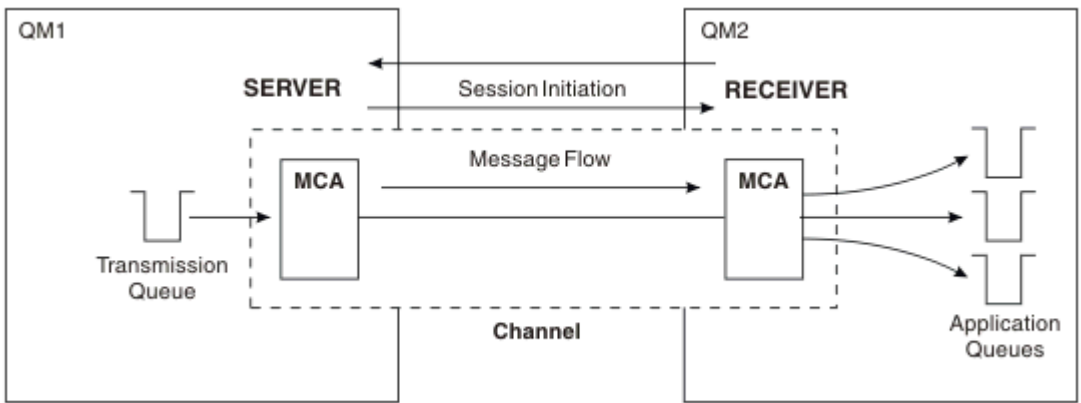 QM1
QM2
SERVER
Session Initiation
RECEIVER
Message Flow
MCA
MCA
Transmission
Queue
Channel
Application
Queues